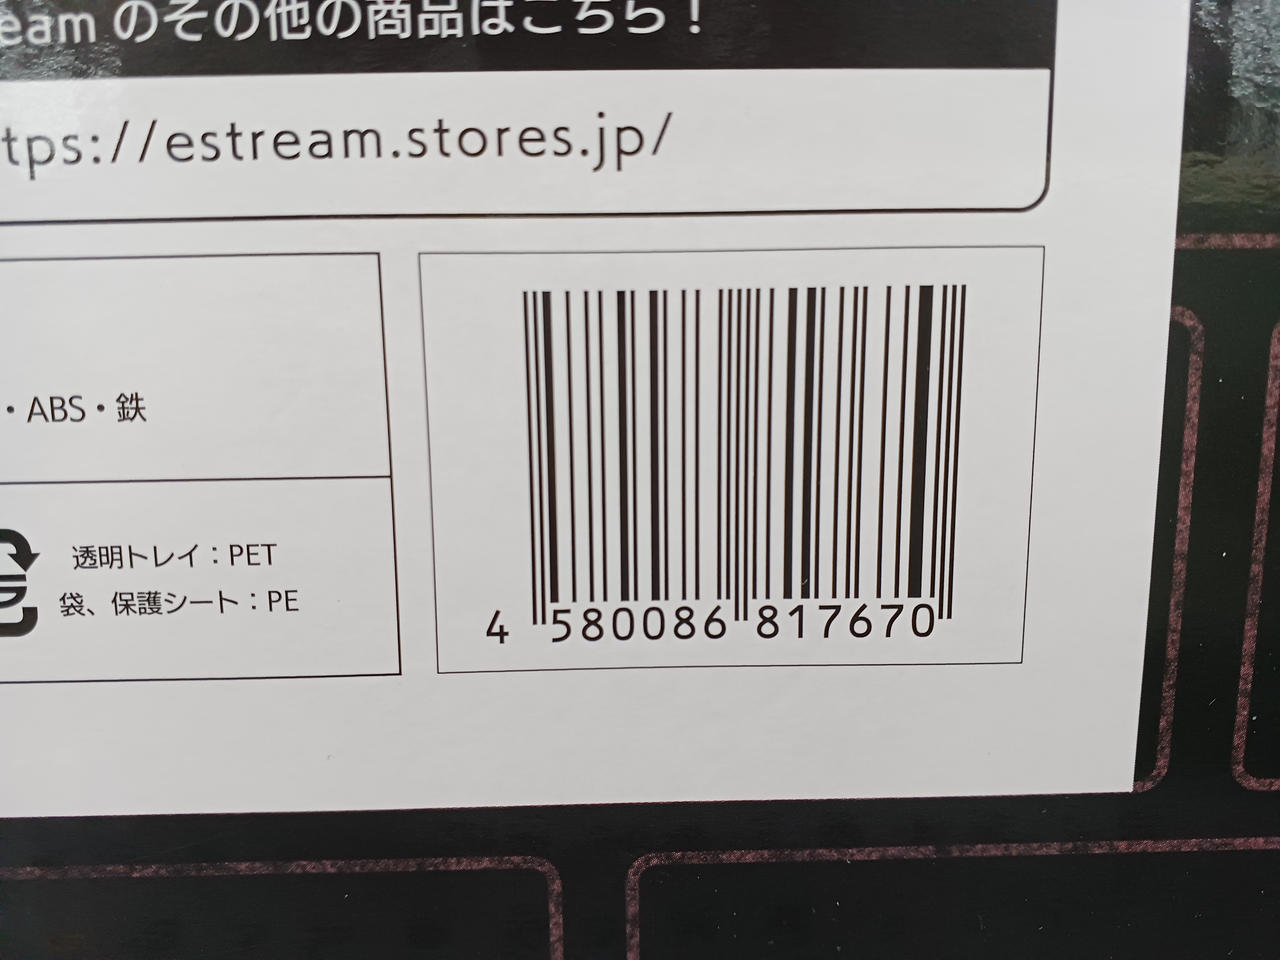 eam のその他の商品はこちら！
tps://estream.stores.jp/
・ABS・鉄
透明トレイ：PET
袋、保護シート：PE
4 580086 817670